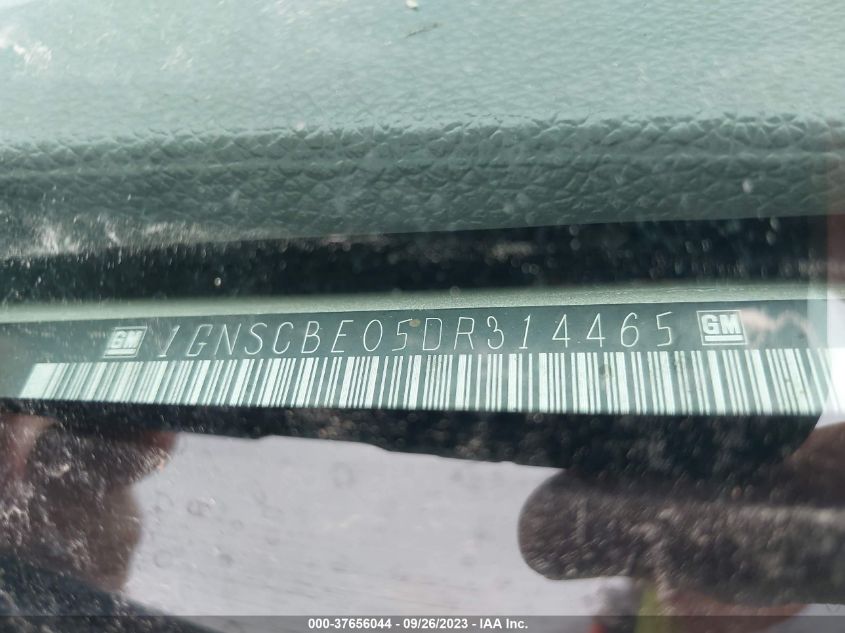 GM 1GNSCBE05DR314465 GM
000-37656044 - 09/26/2023 - IAA Inc.